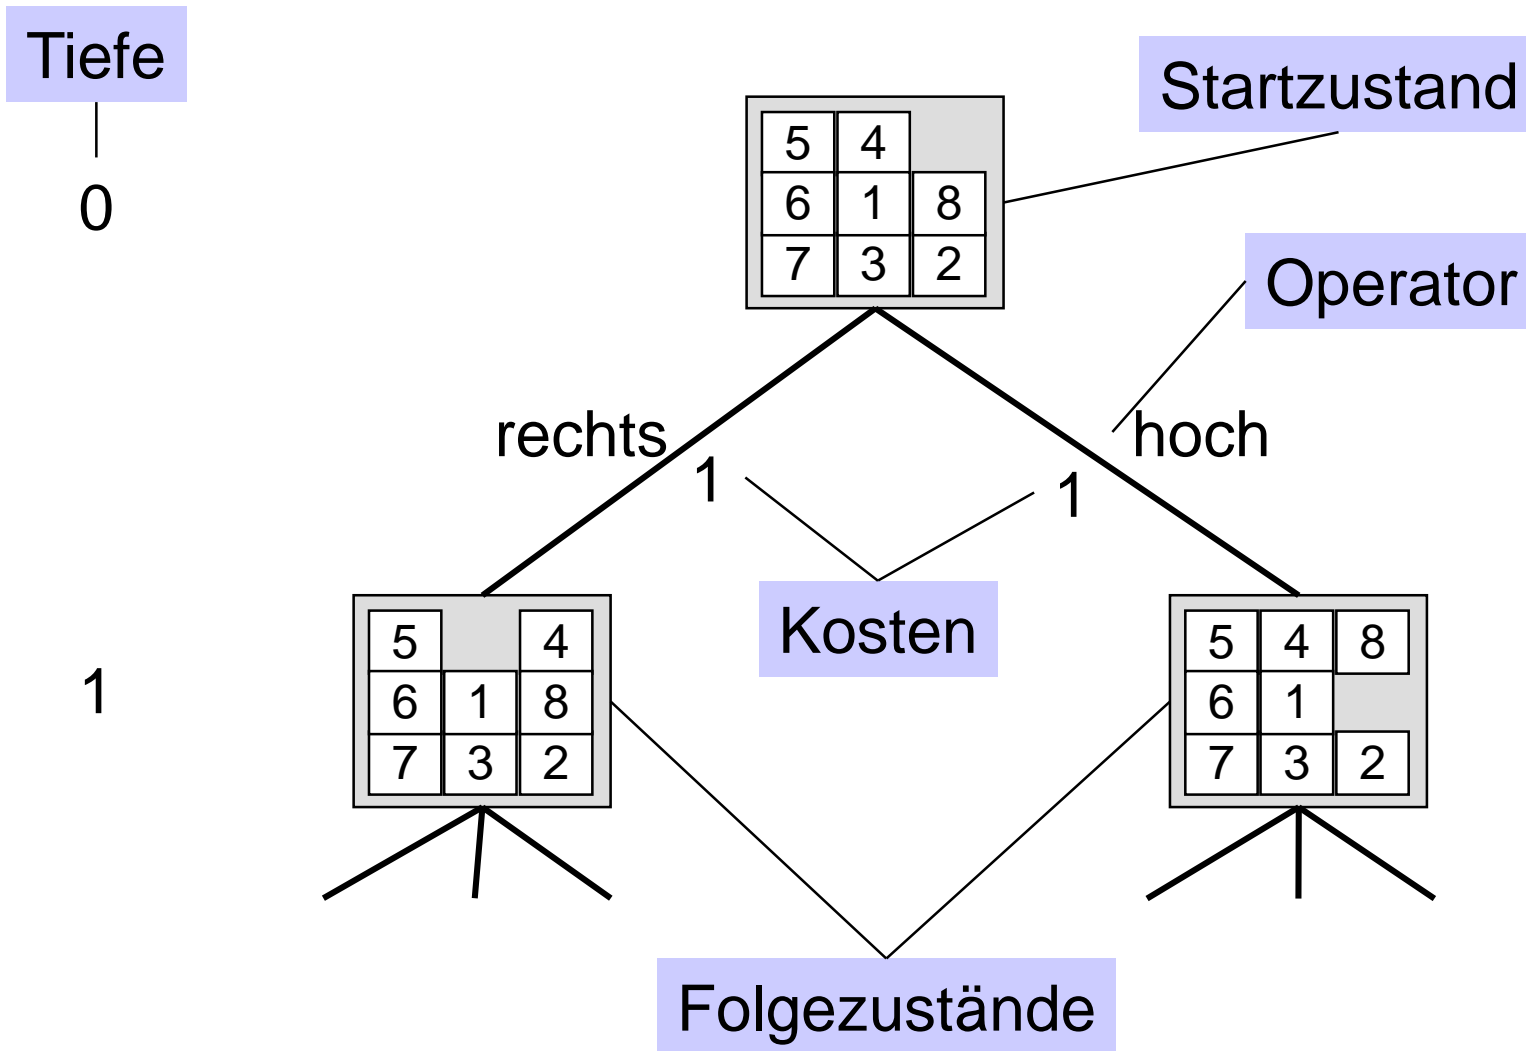 Tiefe
Startzustand
0
5 4
6 1 8
7 3 2
Operator
rechts
hoch
1
1
Kosten
1
5 4
6 1 8
7 3 2
5 4 8
6 1
7 3 2
Folgezustände